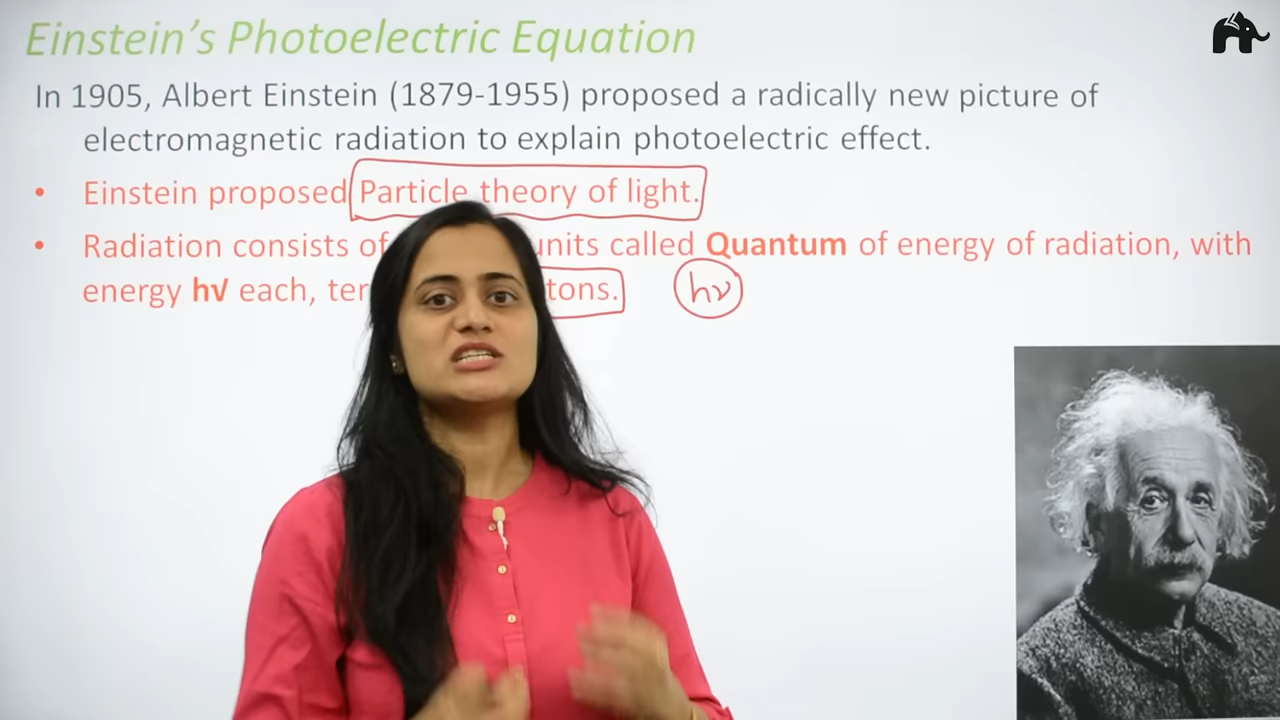 Einstein's Photoelectric Equation
In 1905, Albert Einstein (1879-1955) proposed a radically new picture of
electromagnetic radiation to explain photoelectric effect.
• Einstein proposed Particle theory of light.
• Radiation consists of units called Quantum of energy of radiation, with
energy hν each, tons. hν